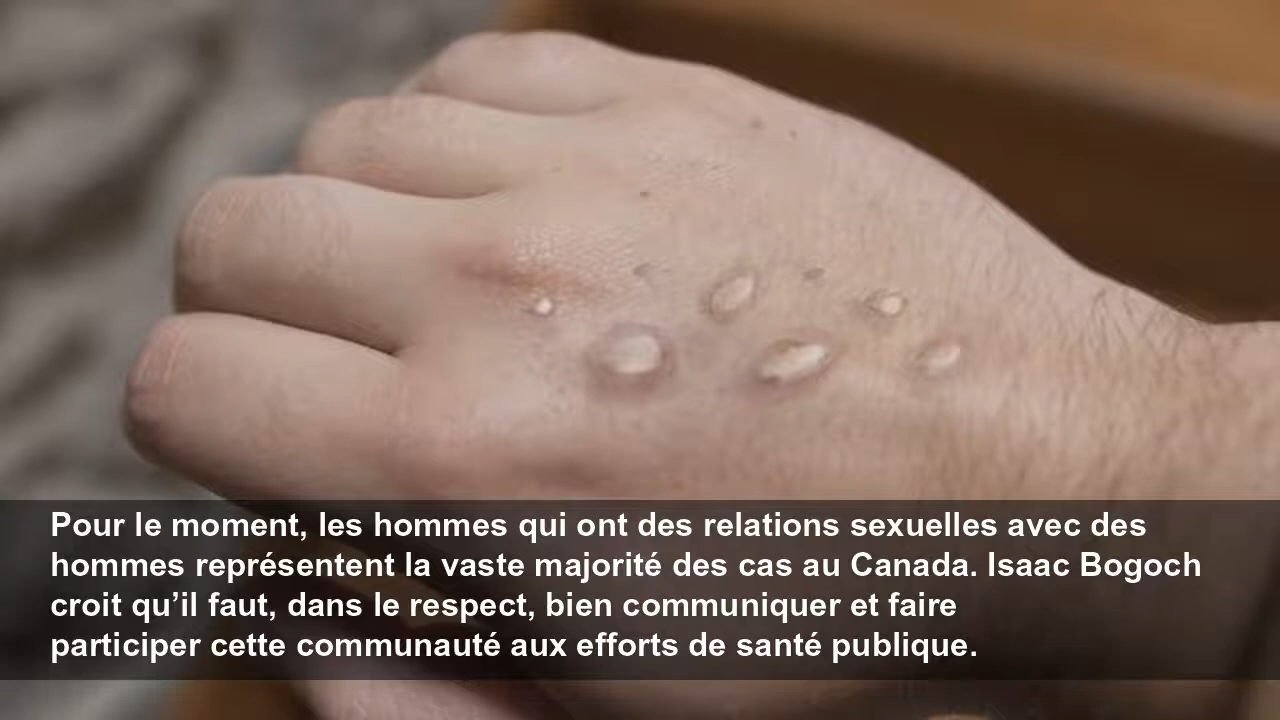 Pour le moment, les hommes qui ont des relations sexuelles avec des
hommes représentent la vaste majorité des cas au Canada. Isaac Bogoch
croit qu’il faut, dans le respect, bien communiquer et faire
participer cette communauté aux efforts de santé publique.